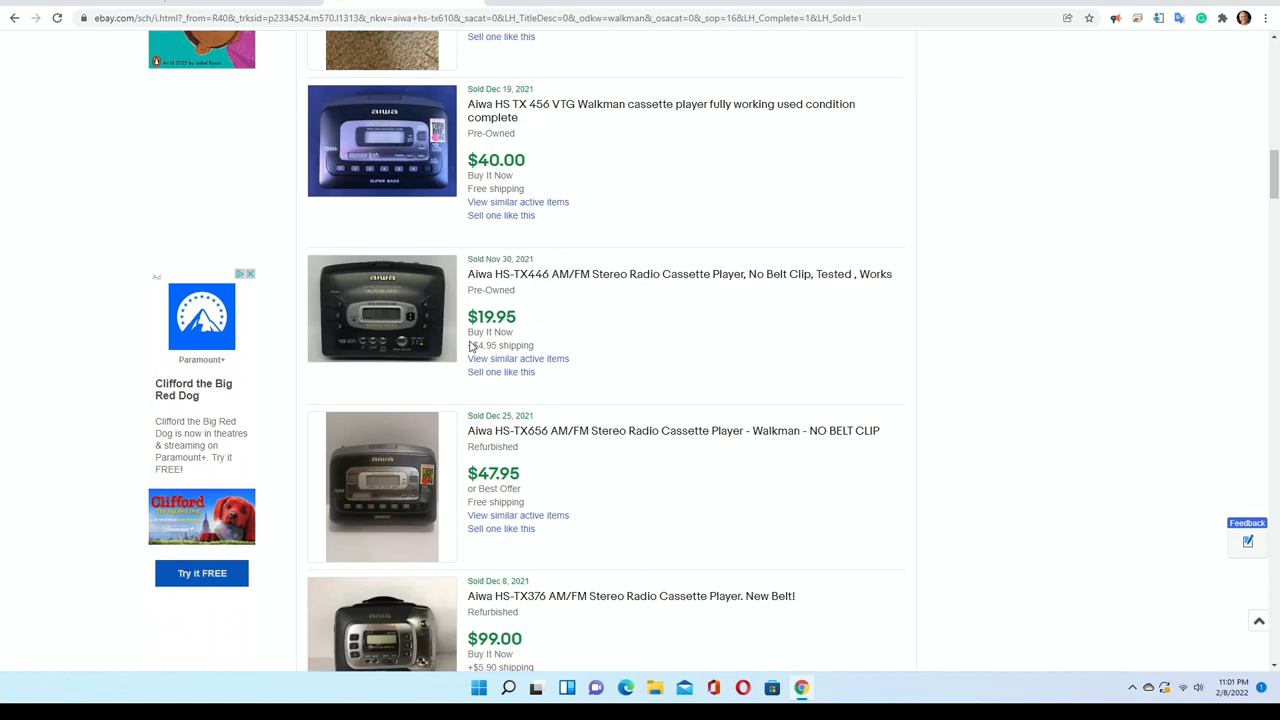 ebay.com/sch/i.html?_from=R40&_trksid=p2334524.m570.l1313&_nkw=aiwa+hs-tx610&_sacat=0&LH_TitleDesc=0&_odkw=walkman&_osacat=0&_sop=16&LH_Complete=1&LH_Sold=1
Sell one like this
Sold Dec 19, 2021
Aiwa HS TX 456 VTG Walkman cassette player fully working used condition
complete
Pre-Owned
$40.00
Buy It Now
Free shipping
View similar active items
Sell one like this
aiwa
SUPER BASS
Sold Nov 30, 2021
Aiwa HS-TX446 AM/FM Stereo Radio Cassette Player, No Belt Clip, Tested , Works
Pre-Owned
$19.95
Buy It Now
$4.95 shipping
View similar active items
Sell one like this
aiwa
Ad
Paramount+
Clifford the Big
Red Dog
Clifford the Big Red
Dog is now in theatres
& streaming on
Paramount+. Try it
FREE!
Clifford
Try it FREE
Sold Dec 25, 2021
Aiwa HS-TX656 AM/FM Stereo Radio Cassette Player - Walkman - NO BELT CLIP
Refurbished
$47.95
or Best Offer
Free shipping
View similar active items
Sell one like this
aiwa
Sold Dec 8, 2021
Aiwa HS-TX376 AM/FM Stereo Radio Cassette Player. New Belt!
Refurbished
$99.00
Buy It Now
+$5.90 shipping
Feedback
11:01 PM
2/8/2022